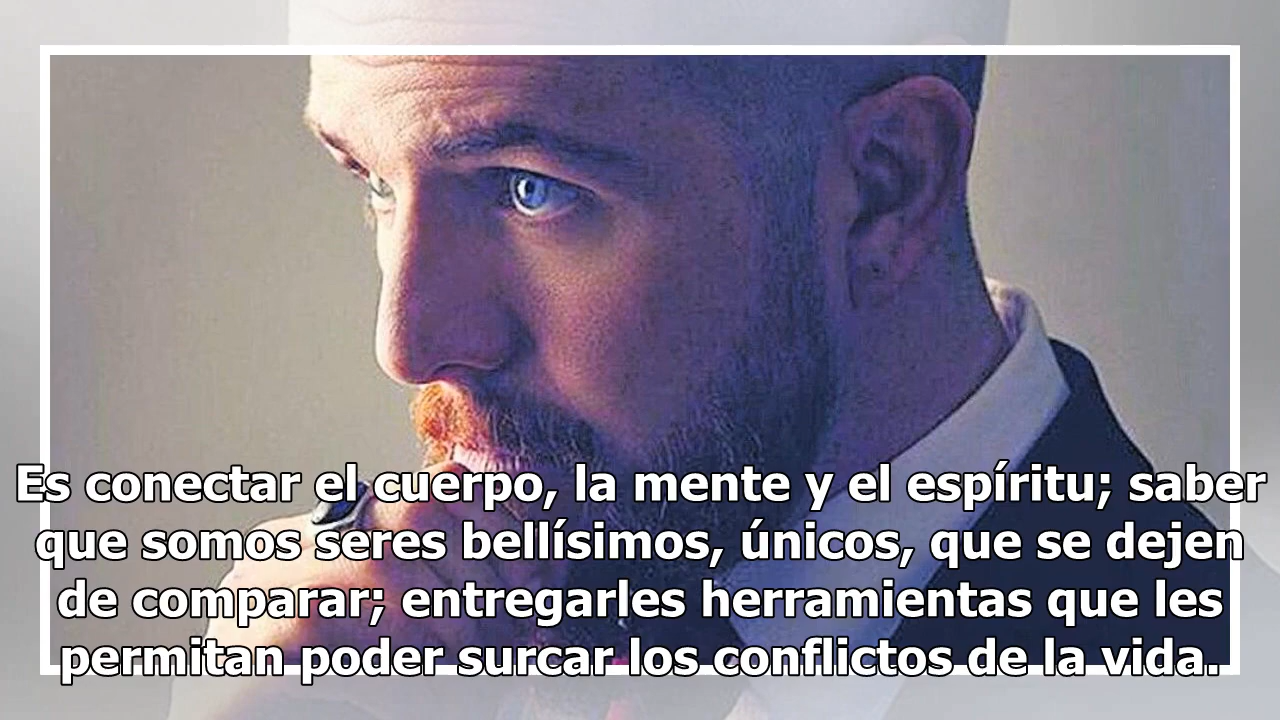 Es conectar el cuerpo, la mente y el espíritu; saber
que somos seres bellísimos, únicos, que se dejen
de comparar; entregarles herramientas que les
permitan poder surcar los conflictos de la vida.